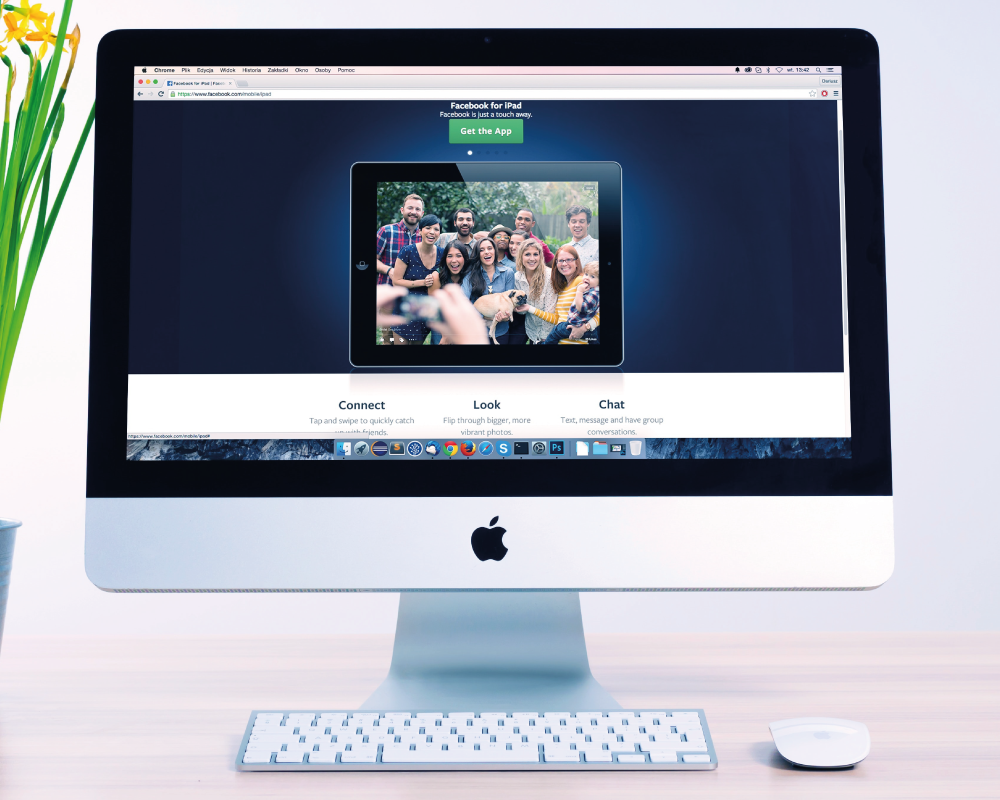 Chrome Plik Edycja Widok Historia Zakładki Okno Osoby Pomoc wt. 13:42
Facebook for iPad | Dariusz
https://www.facebook.com/mobile/ipad
Facebook for iPad
Facebook is just a touch away.
Get the App
Connect Look Chat
Tap and swipe to quickly catch Flip through bigger, more Text, message and have group
up with friends. vibrant photos. conversations.
https://www.facebook.com/mobile/ipad#
S Ps